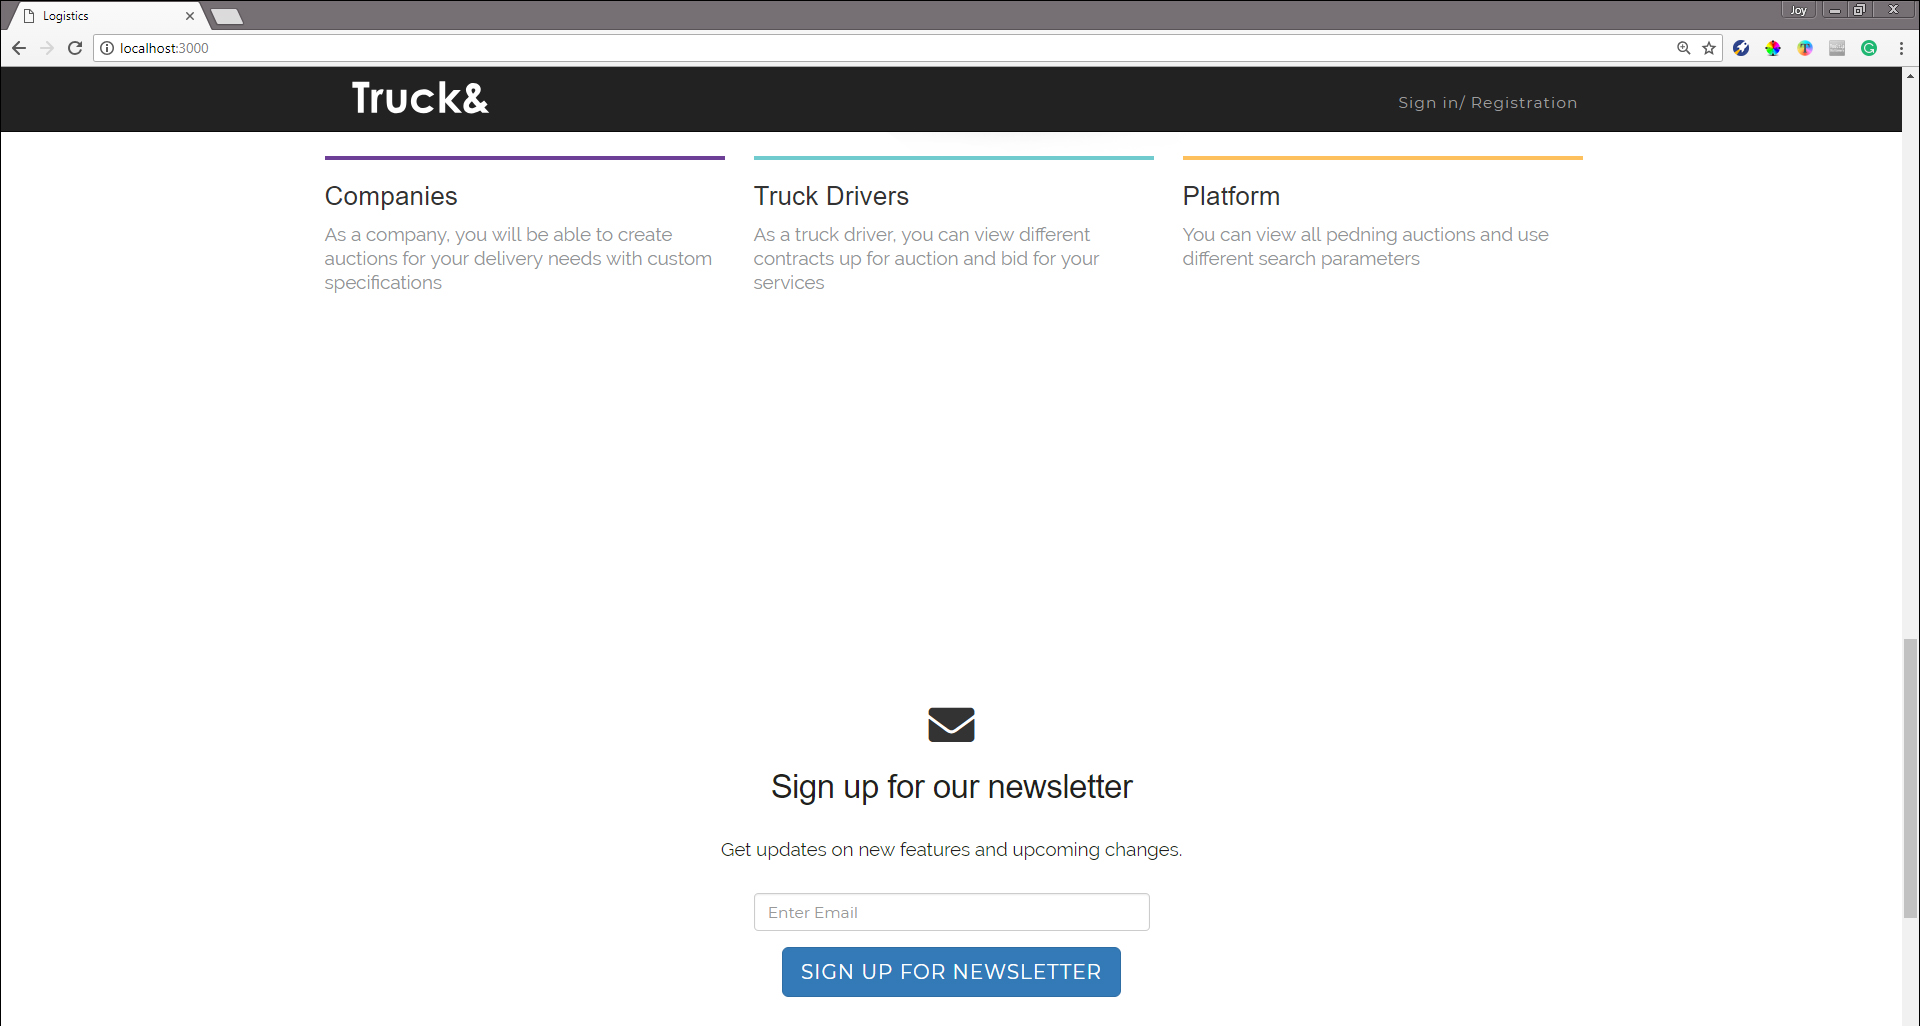 Logistics
Joy
localhost:3000
Truck&
Sign in/ Registration
Companies
As a company, you will be able to create
auctions for your delivery needs with custom
specifications
Truck Drivers
As a truck driver, you can view different
contracts up for auction and bid for your
services
Platform
You can view all pedning auctions and use
different search parameters
Sign up for our newsletter
Get updates on new features and upcoming changes.
Enter Email
SIGN UP FOR NEWSLETTER